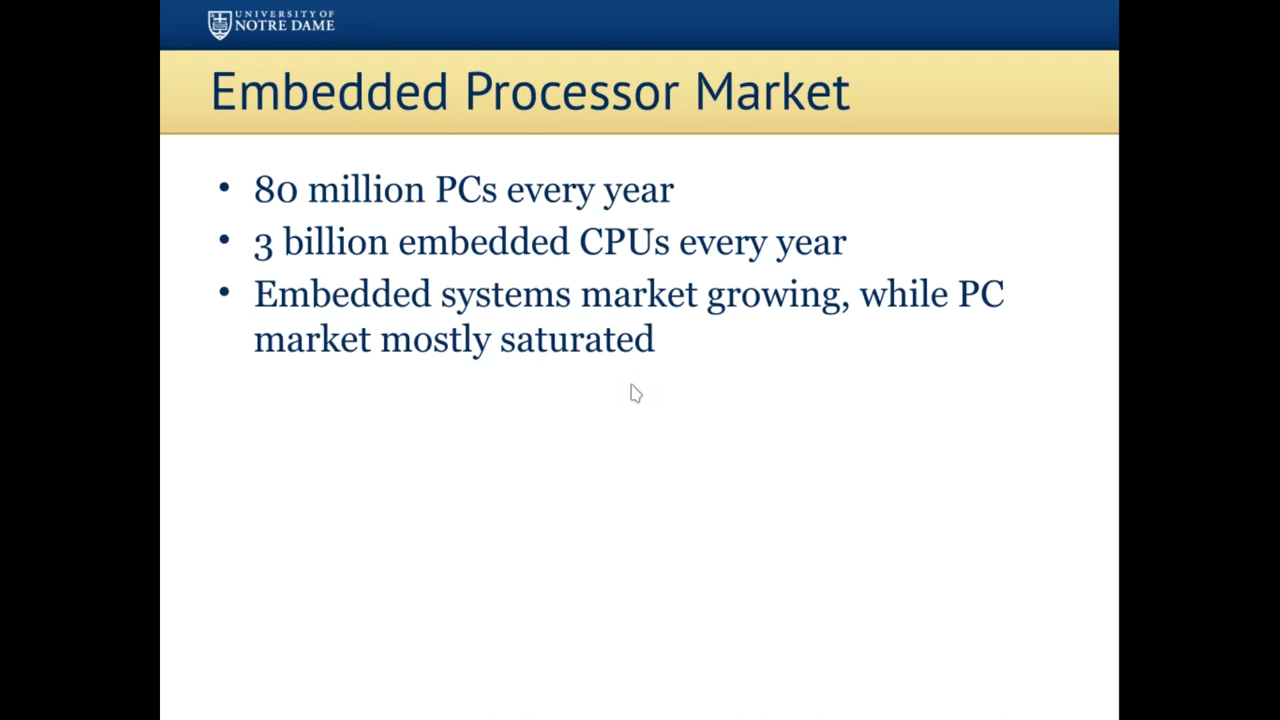 UNIVERSITY OF
NOTRE DAME
Embedded Processor Market
• 80 million PCs every year
• 3 billion embedded CPUs every year
• Embedded systems market growing, while PC
market mostly saturated